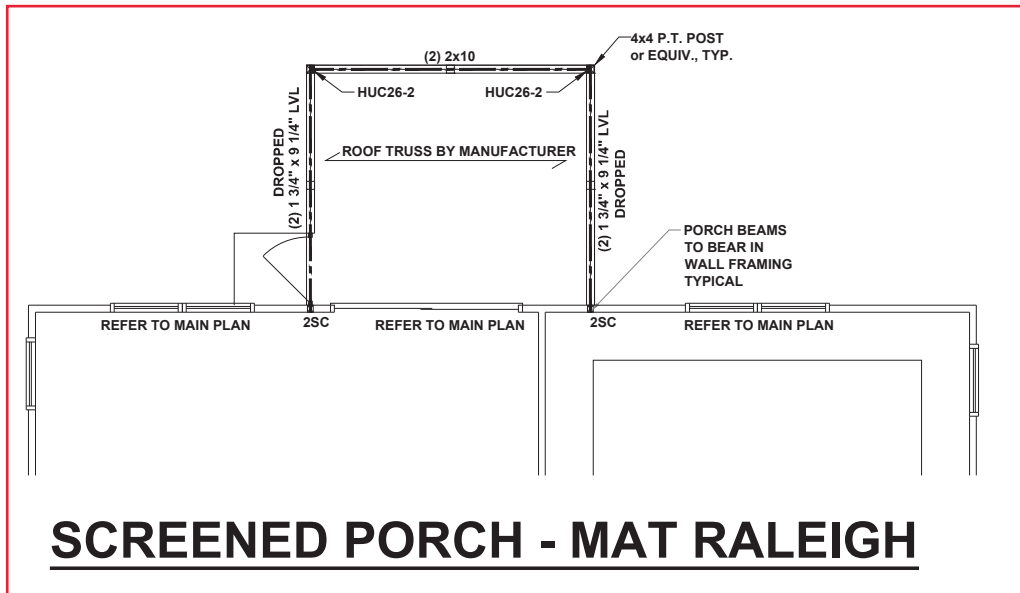 (2) 2x10
4x4 P.T. POST
or EQUIV., TYP.
HUC26-2
HUC26-2
DROPPED
(2) 1 3/4" x 9 1/4" LVL
ROOF TRUSS BY MANUFACTURER
(2) 1 3/4" x 9 1/4" LVL
DROPPED
PORCH BEAMS
TO BEAR IN
WALL FRAMING
TYPICAL
REFER TO MAIN PLAN
2SC
REFER TO MAIN PLAN
2SC
REFER TO MAIN PLAN
SCREENED PORCH - MAT RALEIGH